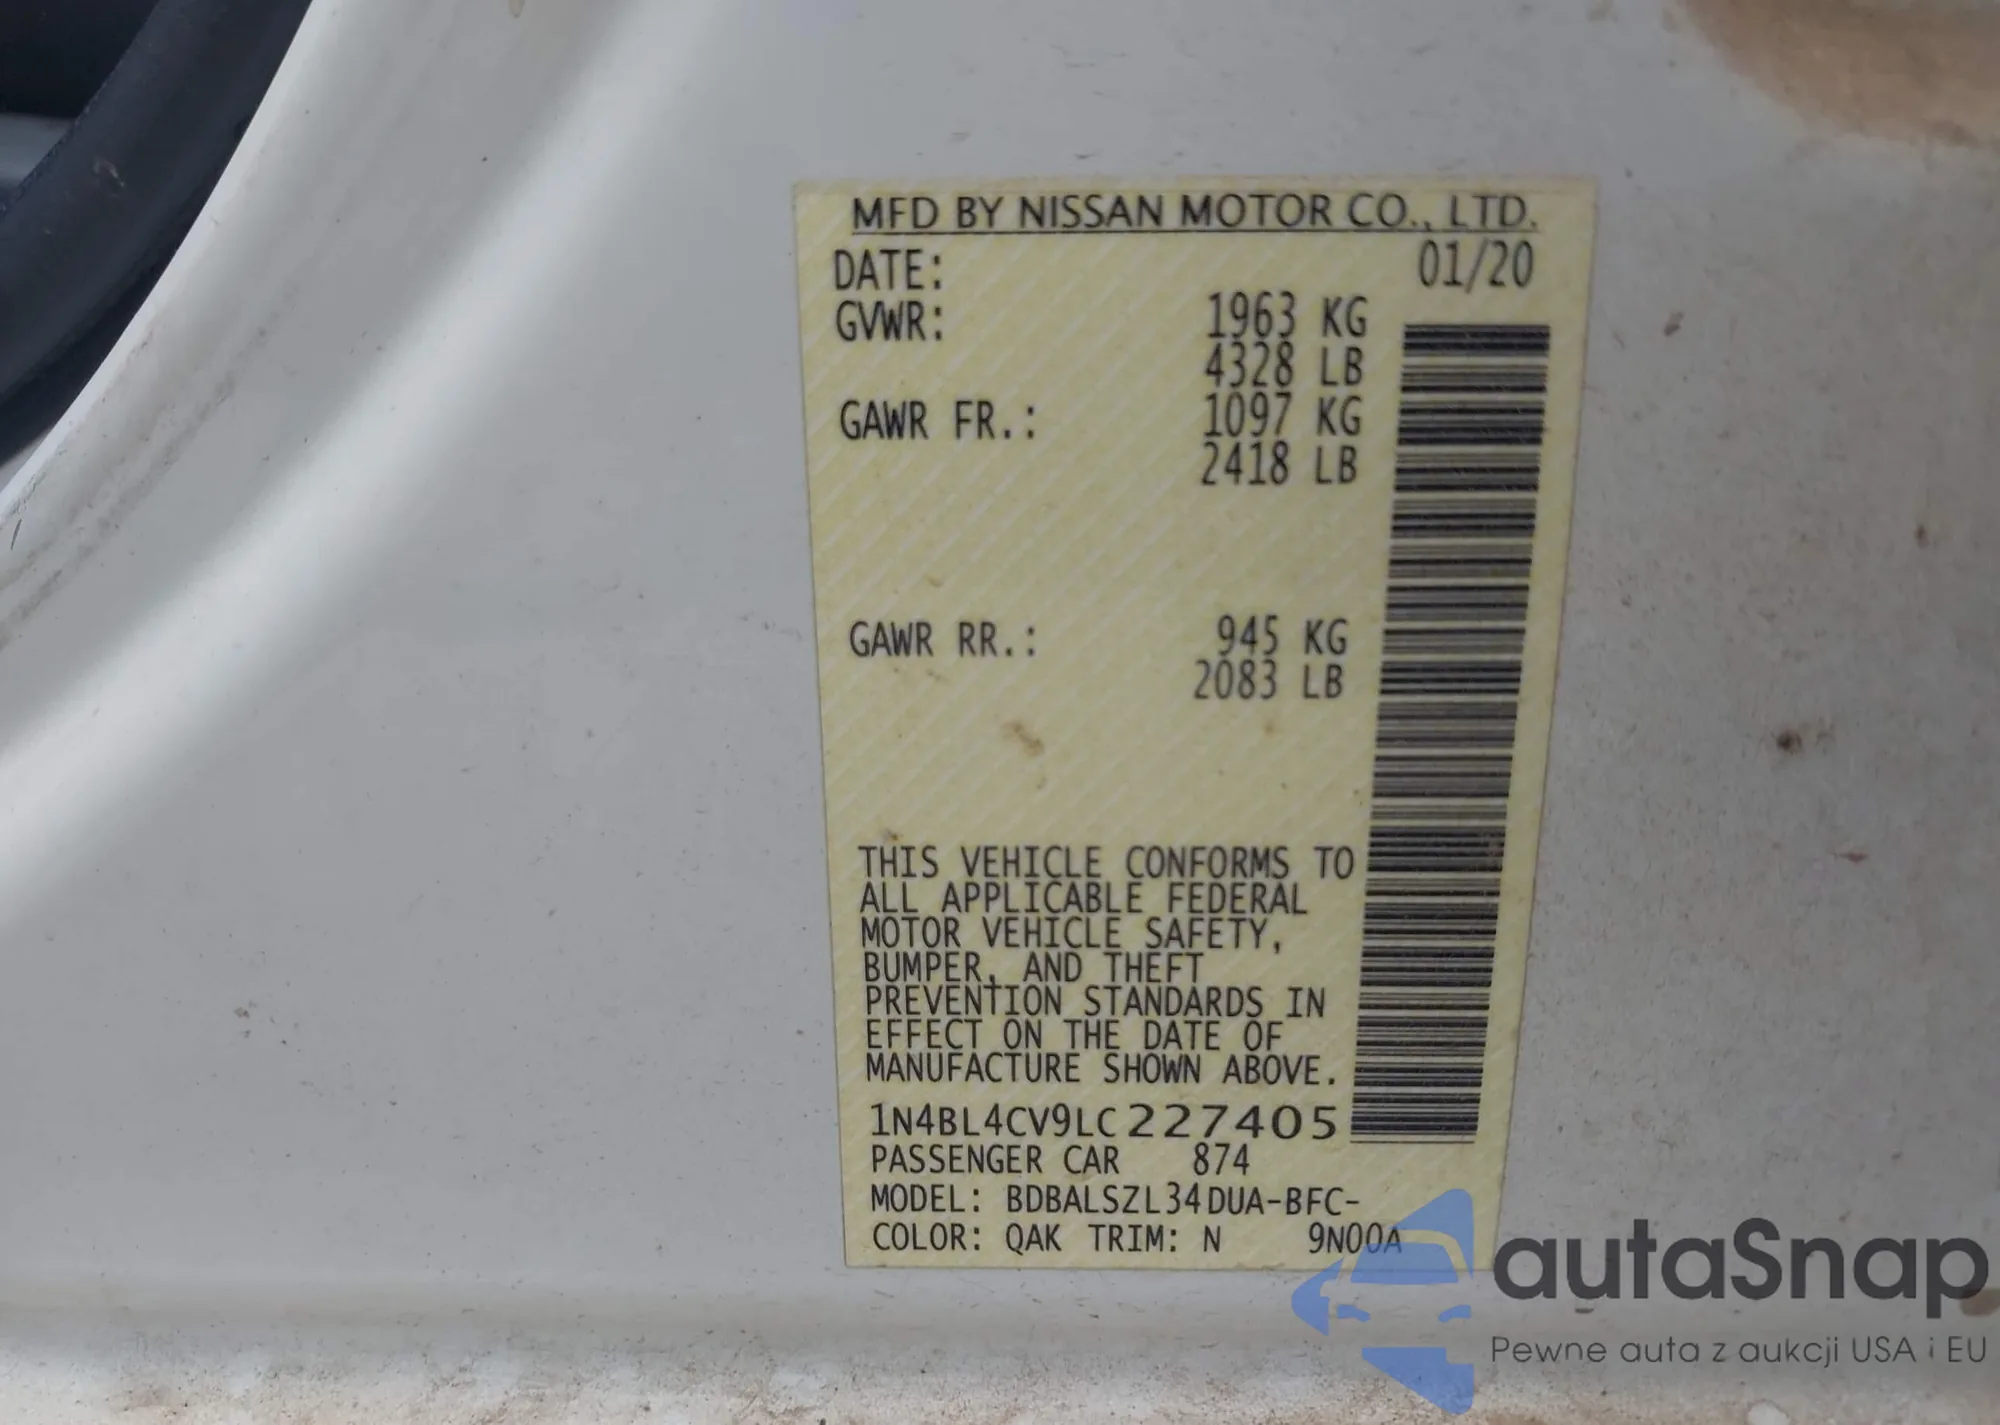 MFD BY NISSAN MOTOR CO., LTD.
DATE: 01/20
GVWR: 1963 KG
4328 LB
GAWR FR.: 1097 KG
2418 LB
GAWR RR.: 945 KG
2083 LB
THIS VEHICLE CONFORMS TO
ALL APPLICABLE FEDERAL
MOTOR VEHICLE SAFETY,
BUMPER, AND THEFT
PREVENTION STANDARDS IN
EFFECT ON THE DATE OF
MANUFACTURE SHOWN ABOVE.
1N4BL4CV9LC227405
PASSENGER CAR 874
MODEL: BDBALSZL34DUA-BFC-
COLOR: QAK TRIM: N 9N00A
autaSnap
Pewne auta z aukcji USA i EU